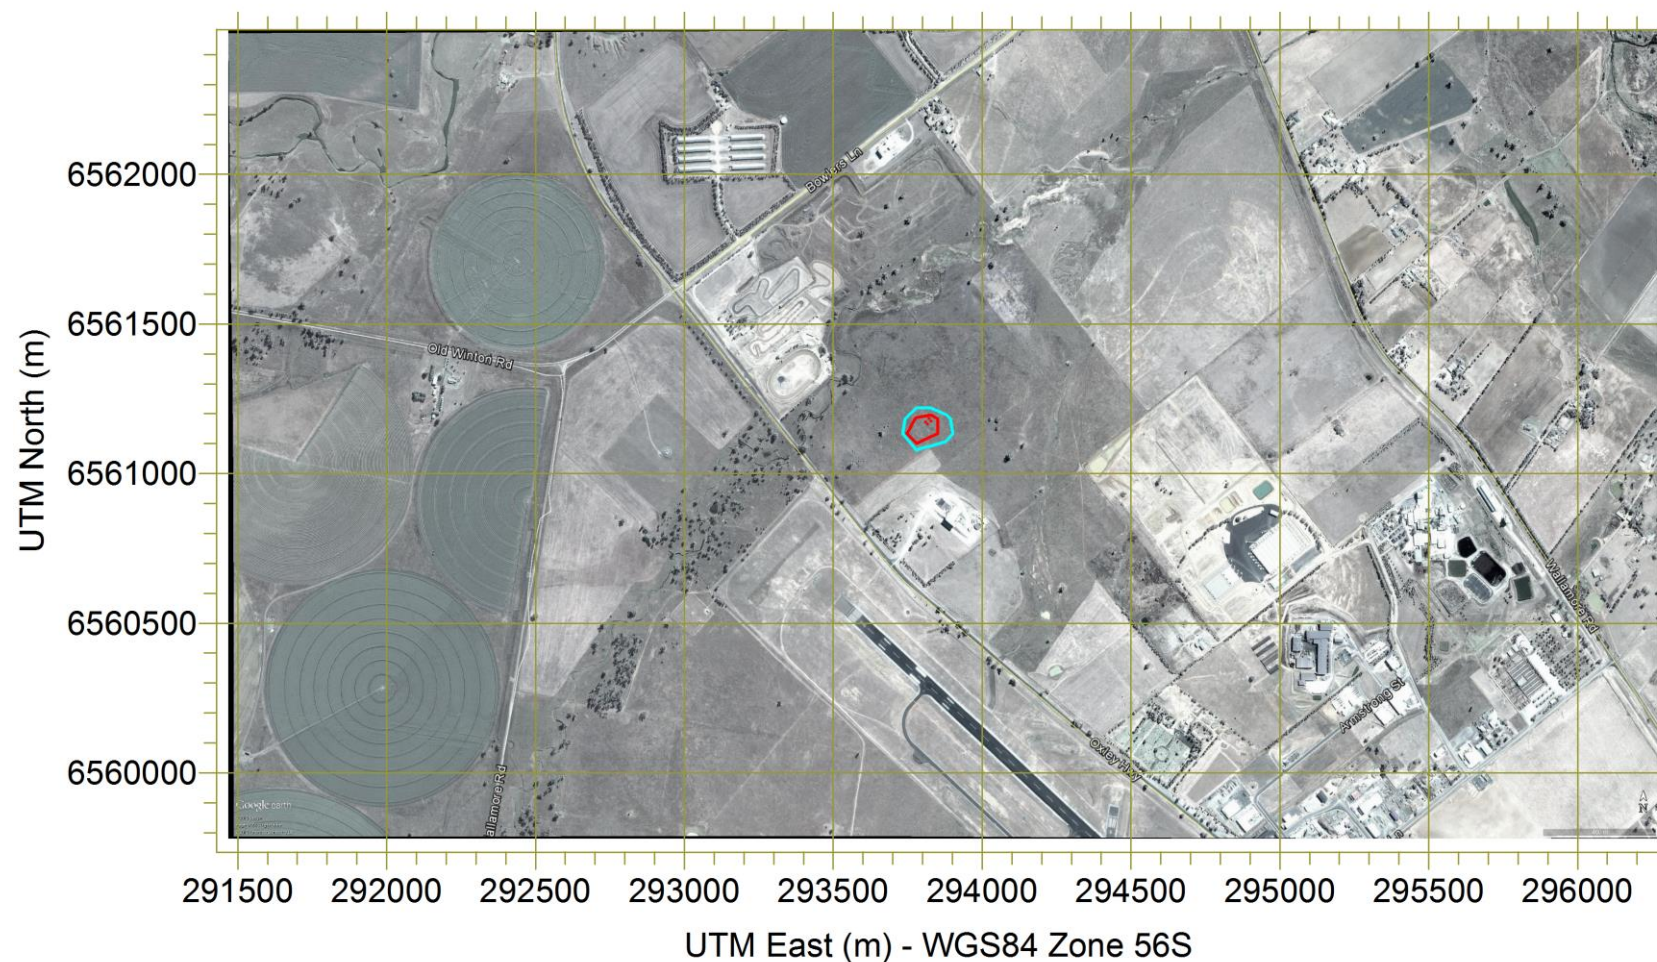 6562000
6561500
6561000
6560500
6560000
UTM North (m)
Bowlers Ln
Old Winton Rd
Wallamore Rd
Armstrong St
Oxley Hwy
allamore Rd
Google earth
N
291500 292000 292500 293000 293500 294000 294500 295000 295500 296000
UTM East (m) - WGS84 Zone 56S